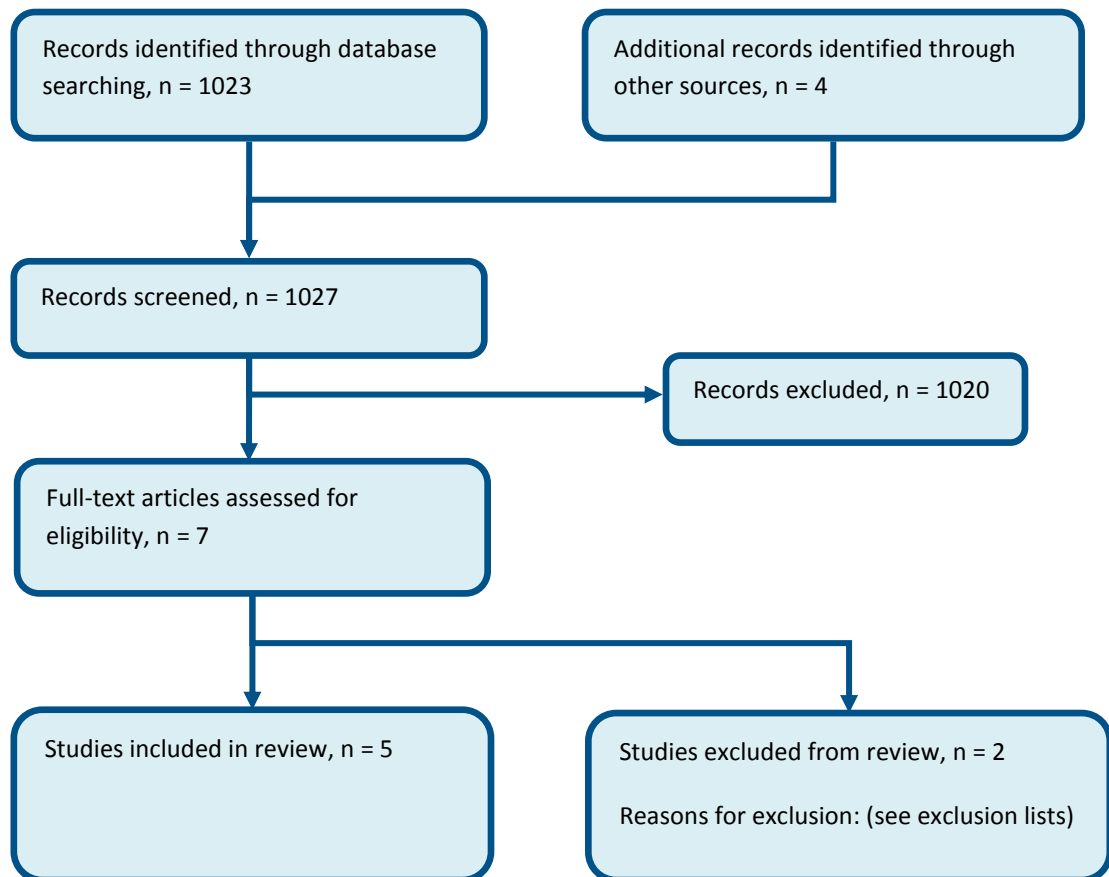 Records identified through database
searching, n = 1023
Additional records identified through
other sources, n = 4
Records screened, n = 1027
Records excluded, n = 1020
Full-text articles assessed for
eligibility, n = 7
Studies included in review, n = 5
Studies excluded from review, n = 2
Reasons for exclusion: (see exclusion lists)